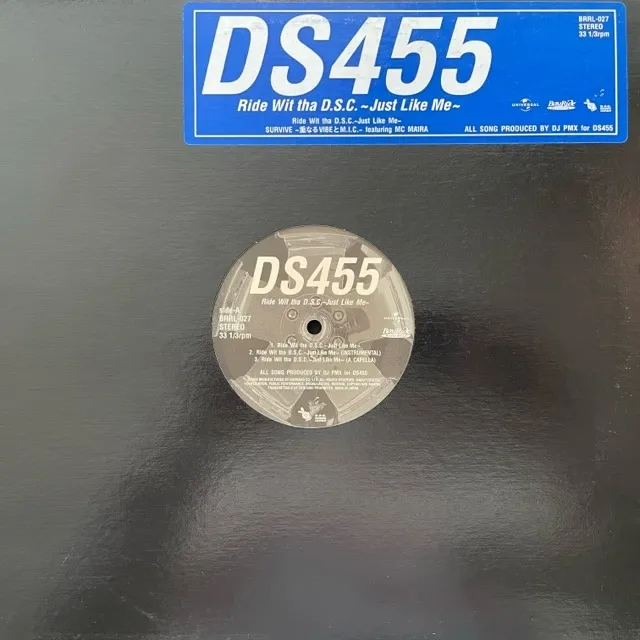 DS455
BRRL-027
STEREO
33 1/3rpm
Ride Wit tha D.S.C. ~Just Like Me~
UNIVERSAL
Ride Wit tha D.S.C.~Just Like Me~
SURVIVE ~重なるVIBEとM.I.C.~ featuring MC MAIRA
ALL SONG PRODUCED BY DJ PMX for DS455
DS455
Ride Wit tha D.S.C.~Just Like Me~
side-A
BRRL-027
STEREO
33 1/3rpm
1. Ride Wit tha D.S.C.~Just Like Me~
2. Ride Wit tha D.S.C.~Just Like Me~ (INSTRUMENTAL)
3. Ride Wit tha D.S.C.~Just Like Me~ (A CAPELLA)
ALL SONG PRODUCED BY DJ PMX for DS455